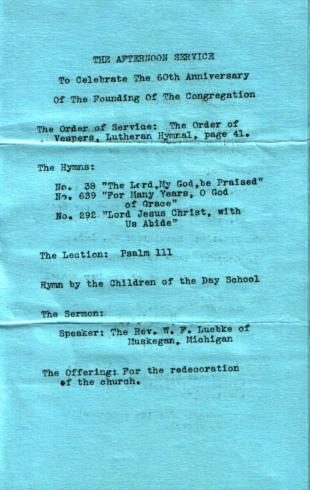 THE AFTERNOON SERVICE
To Celebrate The 60th Anniversary
Of The Founding Of The Congregation
The Order of Service: The Order of
Vespers, Lutheran Hymnal, page 41.
The Hymns:
No. 38 "The Lord,My God,be Praised"
No. 639 "For Many Years, O God
of Grace"
No. 292 "Lord Jesus Christ, with
Us Abide"
The Lection: Psalm 111
Hymn by the Children of the Day School
The Sermon:
Speaker: The Rev. W. F. Luebke of
Muskegan, Michigan
The Offering: For the redecoration
of the church.